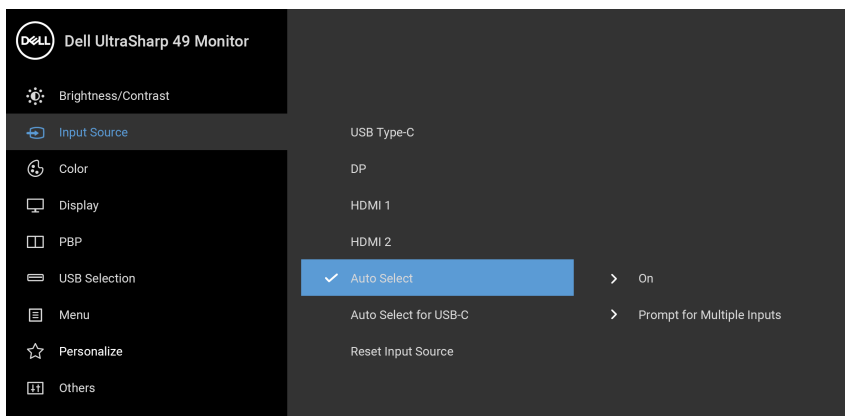 DELL Dell UltraSharp 49 Monitor
Brightness/Contrast
Input Source
USB Type-C
Color
DP
Display
HDMI 1
PBP
HDMI 2
USB Selection
Auto Select
On
Menu
Auto Select for USB-C
Prompt for Multiple Inputs
Personalize
Reset Input Source
Others